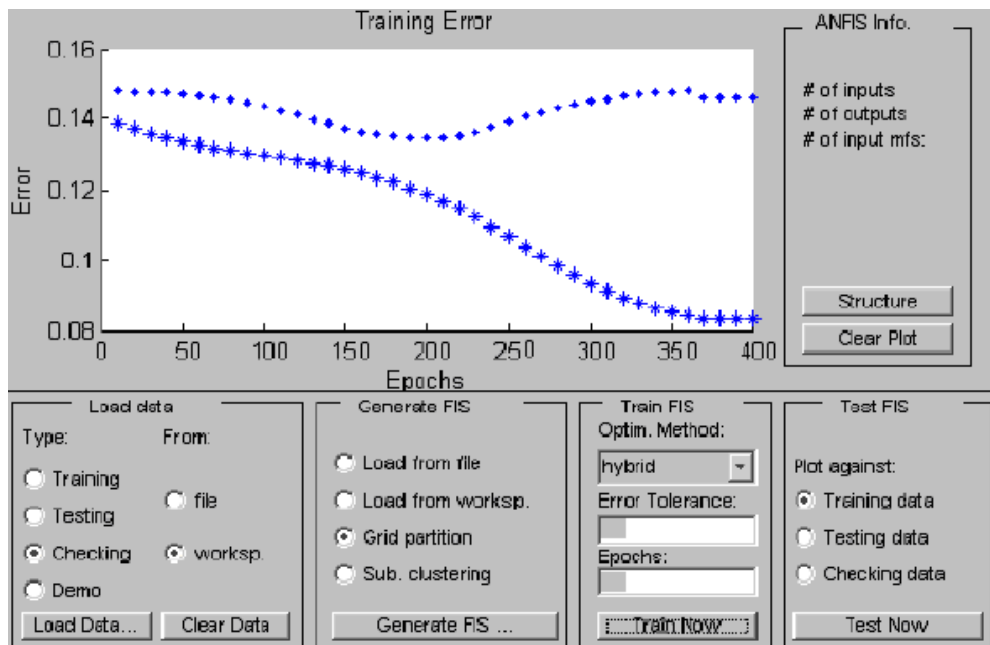 Training Error
0.16
0.14
0.12
0.1
0.08
Error
0 50 100 150 200 250 300 350 400
Epochs
ANFIS Info.
# of inputs
# of outputs
# of input mfs:
Structure
Clear Plot
Load data
Type: From:
Training
Testing
Checking
Demo
file
worksp.
Load Data... Clear Data
Generate FIS
Load from file
Load from worksp.
Grid partition
Sub. clustering
Generate FIS ...
Train FIS
Optim. Method:
hybrid
Error Tolerance:
Epochs:
Train Now
Test FIS
Plot against:
Training data
Testing data
Checking data
Test Now